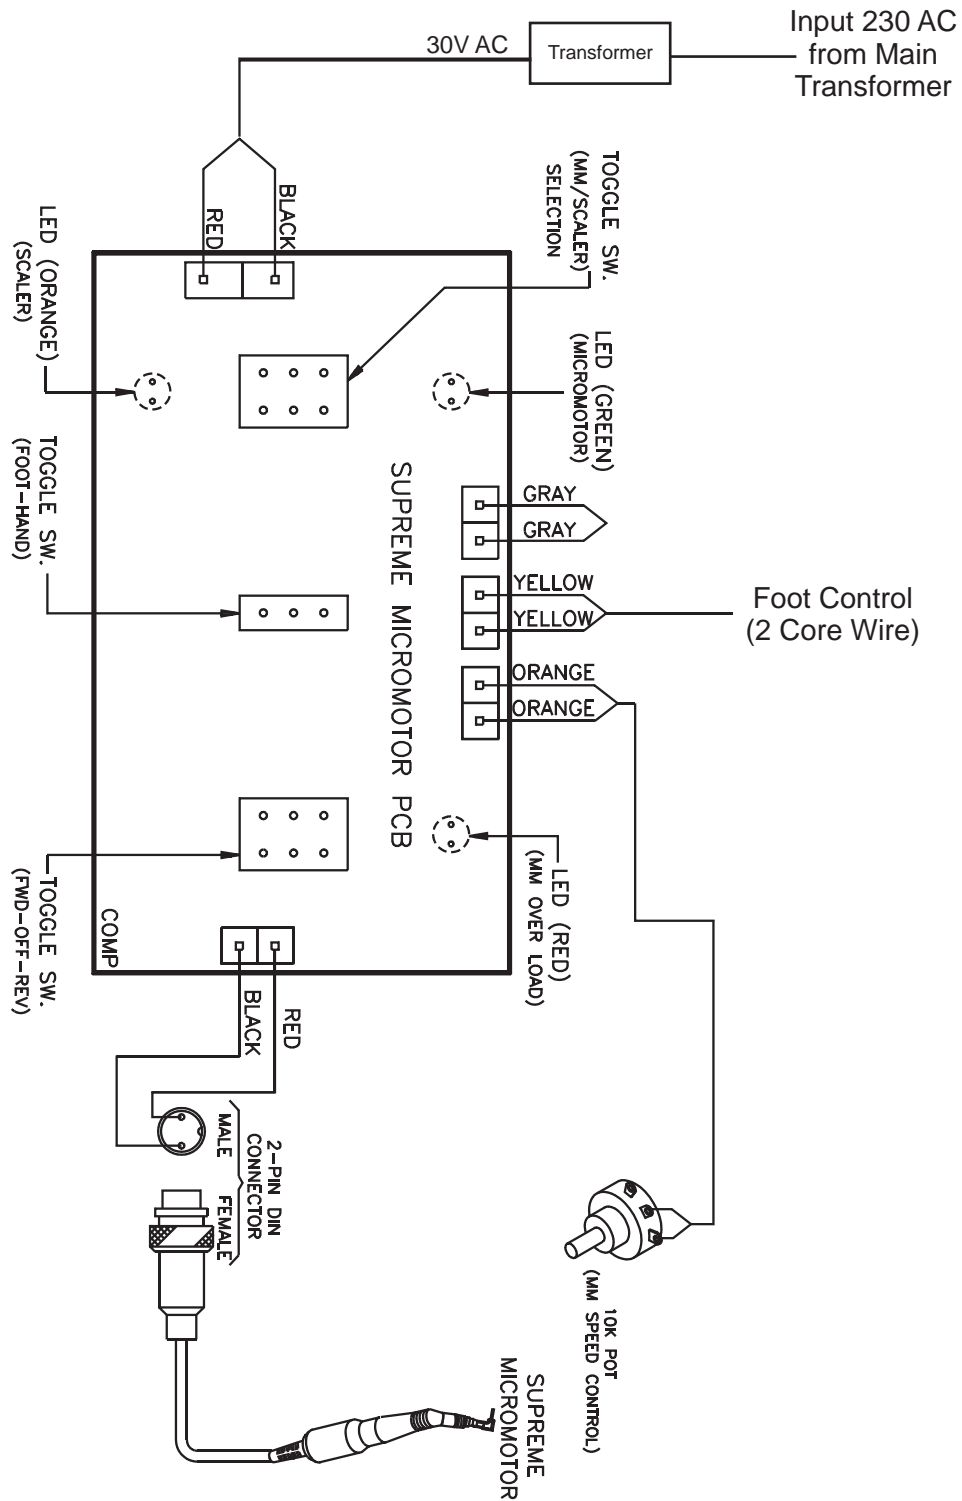 Input 230 AC
from Main
Transformer
Transformer
30V AC
TOGGLE SW.
(MM/SCALER)
SELECTION
BLACK
RED
LED (ORANGE)
(SCALER)
LED (GREEN)
(MICROMOTOR)
TOGGLE SW.
(FOOT-HAND)
SUPREME MICROMOTOR PCB
GRAY
GRAY
YELLOW
YELLOW
Foot Control
(2 Core Wire)
ORANGE
ORANGE
LED (RED)
(MM OVER LOAD)
TOGGLE SW.
(FWD-OFF-REV)
COMP
BLACK
RED
2-PIN DIN
CONNECTOR
MALE FEMALE
10K POT
(MM SPEED CONTROL)
SUPREME
MICROMOTOR